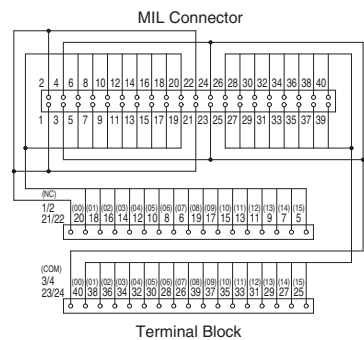 MIL Connector
2 4 6 8 10 12 14 16 18 20 22 24 26 28 30 32 34 36 38 40
1 3 5 7 9 11 13 15 17 19 21 23 25 27 29 31 33 35 37 39
(NC)
1/2 (00) (01) (02) (03) (04) (05) (06) (07) (08) (09) (10) (15) (11) (12) (13) (14) (15)
21/22 20 18 16 14 12 10 8 6 19 17 15 13 11 9 7 5
(COM)
3/4 (00) (01) (02) (03) (04) (05) (06) (07) (08) (09) (10) (11) (12) (13) (14) (15)
23/24 40 38 36 34 32 30 28 26 39 37 35 33 31 29 27 25
Terminal Block